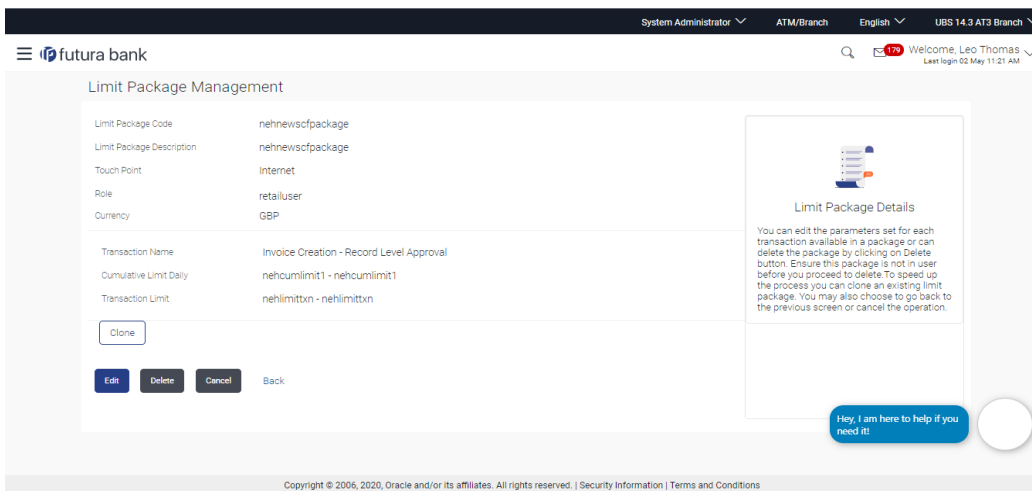 System Administrator ATM/Branch English UBS 14.3 AT3 Branch
futura bank
179
Welcome, Leo Thomas
Last login 02 May 11:21 AM
Limit Package Management
Limit Package Code nehnewscfpackage
Limit Package Description nehnewscfpackage
Touch Point Internet
Role retailuser
Currency GBP
Transaction Name Invoice Creation - Record Level Approval
Cumulative Limit Daily nehcumlimit1 - nehcumlimit1
Transaction Limit nehlimittxn - nehlimittxn
Clone
Edit Delete Cancel Back
Limit Package Details
You can edit the parameters set for each
transaction available in a package or can
delete the package by clicking on Delete
button. Ensure this package is not in user
before you proceed to delete.To speed up
the process you can clone an existing limit
package. You may also choose to go back to
the previous screen or cancel the operation.
Hey, I am here to help if you
need it!
Copyright © 2006, 2020, Oracle and/or its affiliates. All rights reserved. | Security Information | Terms and Conditions